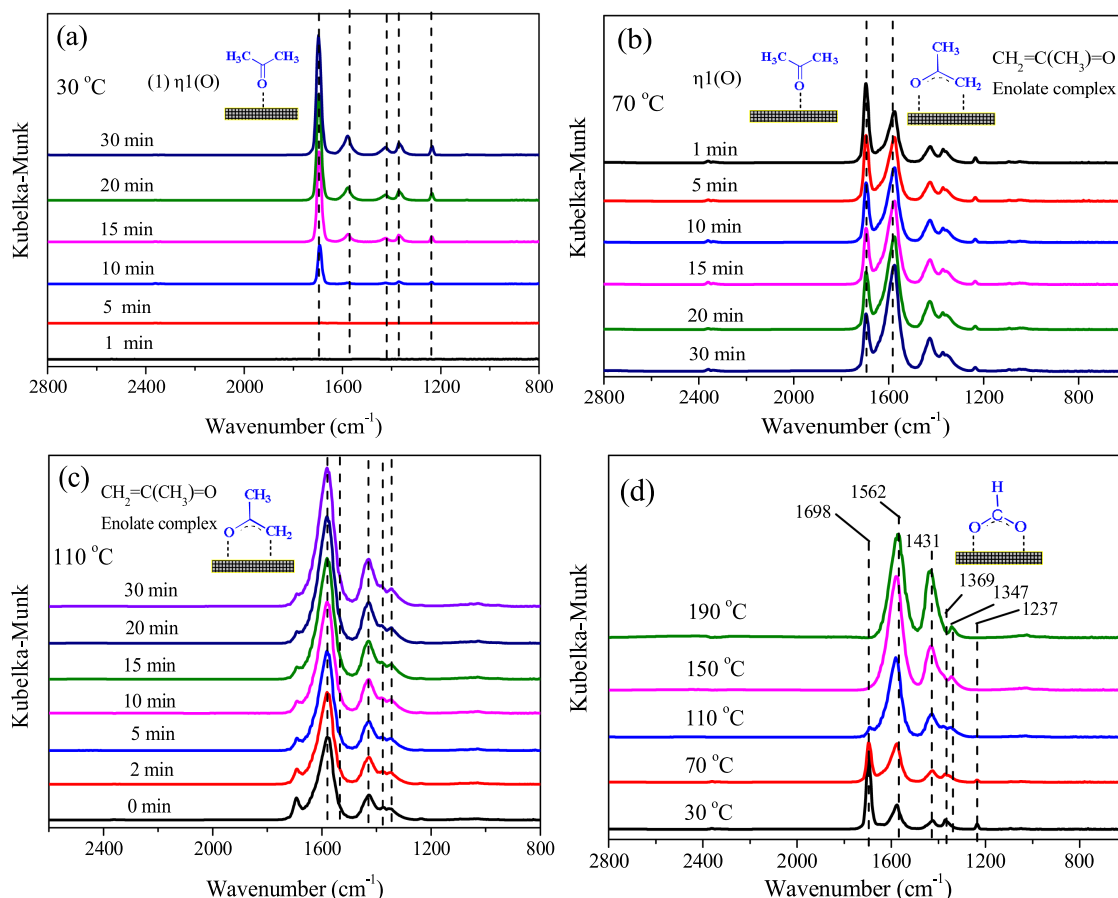 (a)
30 °C
(1) η1(O)
H₃C CH₃
O
30 min
20 min
15 min
10 min
5 min
1 min
2800 2400 2000 1600 1200 800
Wavenumber (cm⁻¹)
Kubelka-Munk
(b)
70 °C
η1(O)
H₃C CH₃
O
CH₃
O CH₂
CH₂=C(CH₃)=O
Enolate complex
1 min
5 min
10 min
15 min
20 min
30 min
2800 2400 2000 1600 1200 800
Wavenumber (cm⁻¹)
Kubelka-Munk
(c)
CH₂=C(CH₃)=O
Enolate complex
CH₃
O CH₂
110 °C
30 min
20 min
15 min
10 min
5 min
2 min
0 min
2400 2000 1600 1200 800
Wavenumber (cm⁻¹)
Kubelka-Munk
(d)
1698
1562
1431
1369
1347
1237
H
C
O O
190 °C
150 °C
110 °C
70 °C
30 °C
2800 2400 2000 1600 1200 800
Wavenumber (cm⁻¹)
Kubelka-Munk